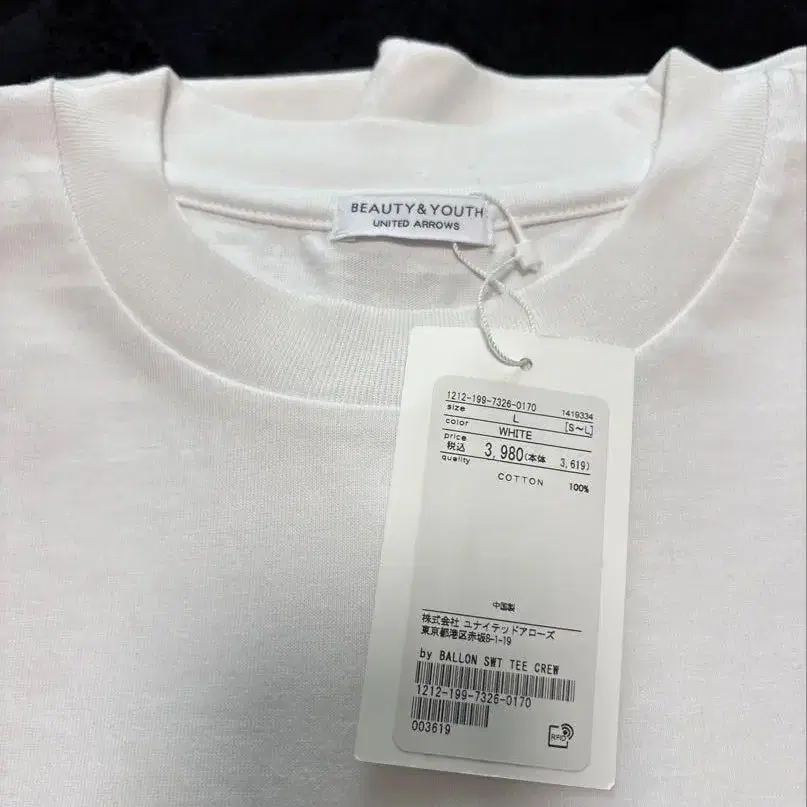 BEAUTY&YOUTH
UNITED ARROWS
1212-199-7326-0170 1419334
size L [S~L]
color WHITE
price
税込 3,980(本体 3,619)
quality
COTTON 100%
中国製
株式会社 ユナイテッドアローズ
東京都港区赤坂8-1-19
by BALLON SWT TEE CREW
1212-199-7326-0170
003619
RFID